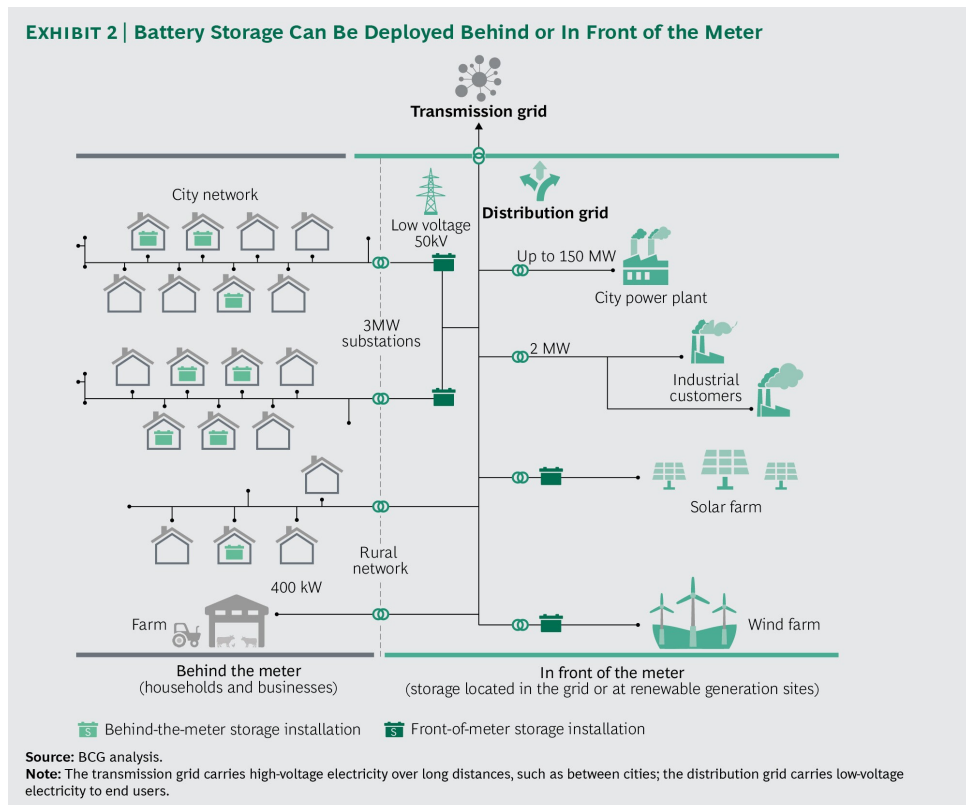 EXHIBIT 2 | Battery Storage Can Be Deployed Behind or In Front of the Meter
Transmission grid
City network
Low voltage
50kV
Distribution grid
Up to 150 MW
City power plant
3MW
substations
2 MW
Industrial
customers
Solar farm
Rural
network
400 kW
Farm
Wind farm
Behind the meter
(households and businesses)
In front of the meter
(storage located in the grid or at renewable generation sites)
S Behind-the-meter storage installation
S Front-of-meter storage installation
Source: BCG analysis.
Note: The transmission grid carries high-voltage electricity over long distances, such as between cities; the distribution grid carries low-voltage
electricity to end users.